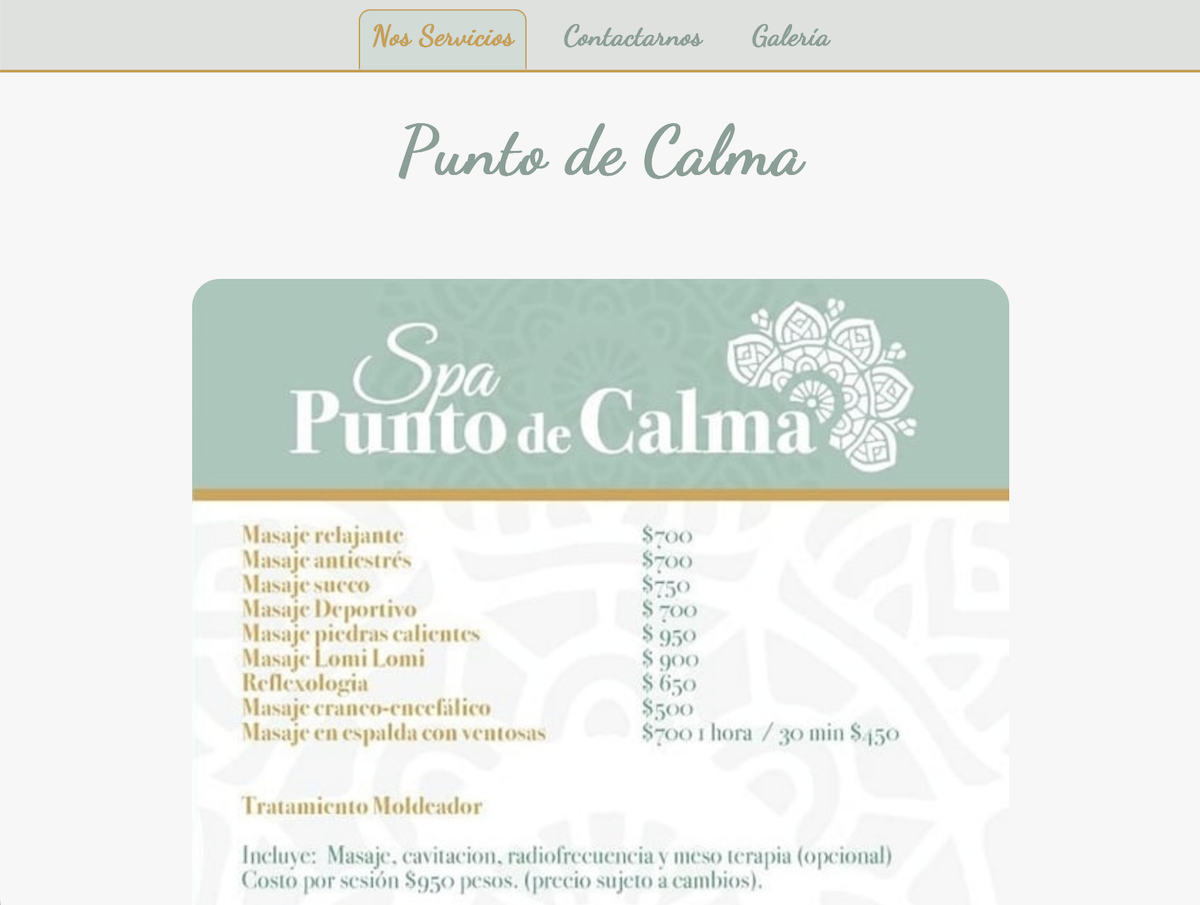 Nos Servicios Contactarnos Galería
Punto de Calma
Spa
Punto de Calma
Masaje relajante $700
Masaje antiestrés $700
Masaje sueco $750
Masaje Deportivo $ 700
Masaje piedras calientes $ 950
Masaje Lomi Lomi $ 900
Reflexologia $ 650
Masaje craneo-encefálico $500
Masaje en espalda con ventosas $700 1 hora / 30 min $450
Tratamiento Moldeador
Incluye: Masaje, cavitacion, radiofrecuencia y meso terapia (opcional)
Costo por sesión $950 pesos. (precio sujeto a cambios).